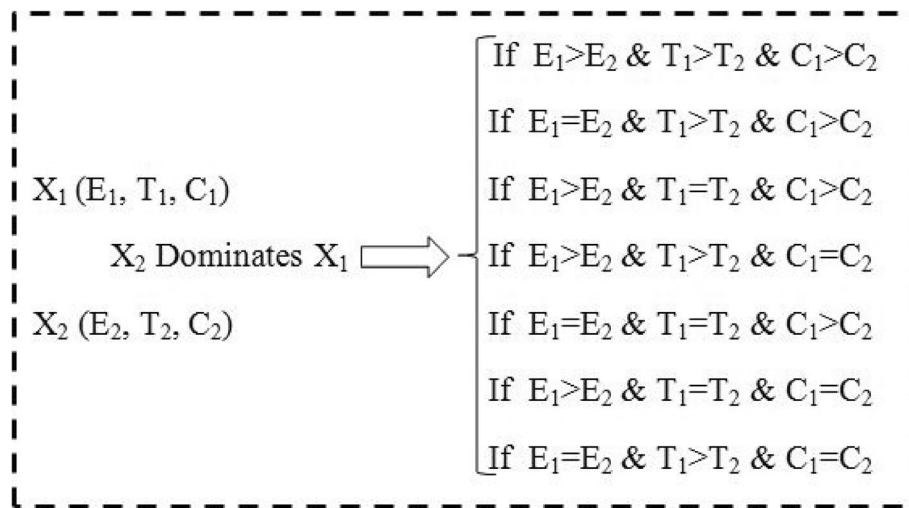 If E₁>E₂ & T₁>T₂ & C₁>C₂
If E₁=E₂ & T₁>T₂ & C₁>C₂
X₁ (E₁, T₁, C₁)
If E₁>E₂ & T₁=T₂ & C₁>C₂
X₂ Dominates X₁
If E₁>E₂ & T₁>T₂ & C₁=C₂
X₂ (E₂, T₂, C₂)
If E₁=E₂ & T₁=T₂ & C₁>C₂
If E₁>E₂ & T₁=T₂ & C₁=C₂
If E₁=E₂ & T₁>T₂ & C₁=C₂